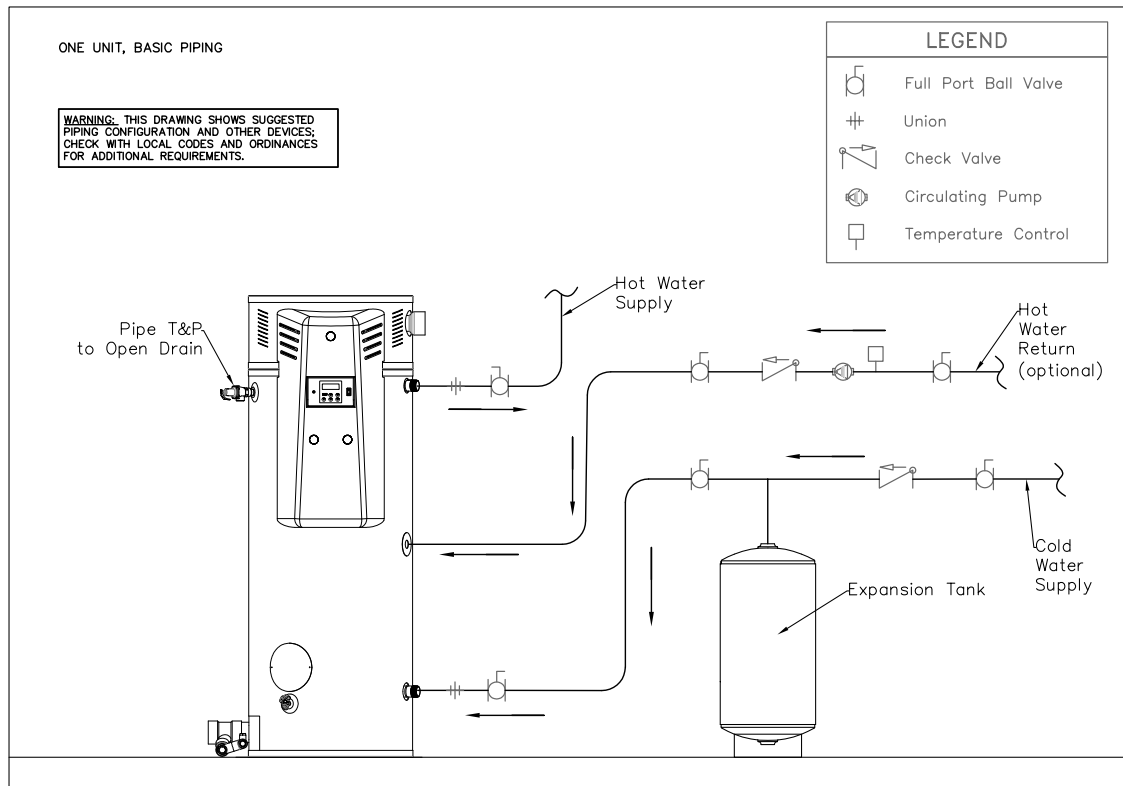 ONE UNIT, BASIC PIPING
WARNING: THIS DRAWING SHOWS SUGGESTED
PIPING CONFIGURATION AND OTHER DEVICES;
CHECK WITH LOCAL CODES AND ORDINANCES
FOR ADDITIONAL REQUIREMENTS.
LEGEND
Full Port Ball Valve
Union
Check Valve
Circulating Pump
Temperature Control
Hot Water
Supply
Pipe T&P
to Open Drain
Hot
Water
Return
(optional)
Cold
Water
Supply
Expansion Tank